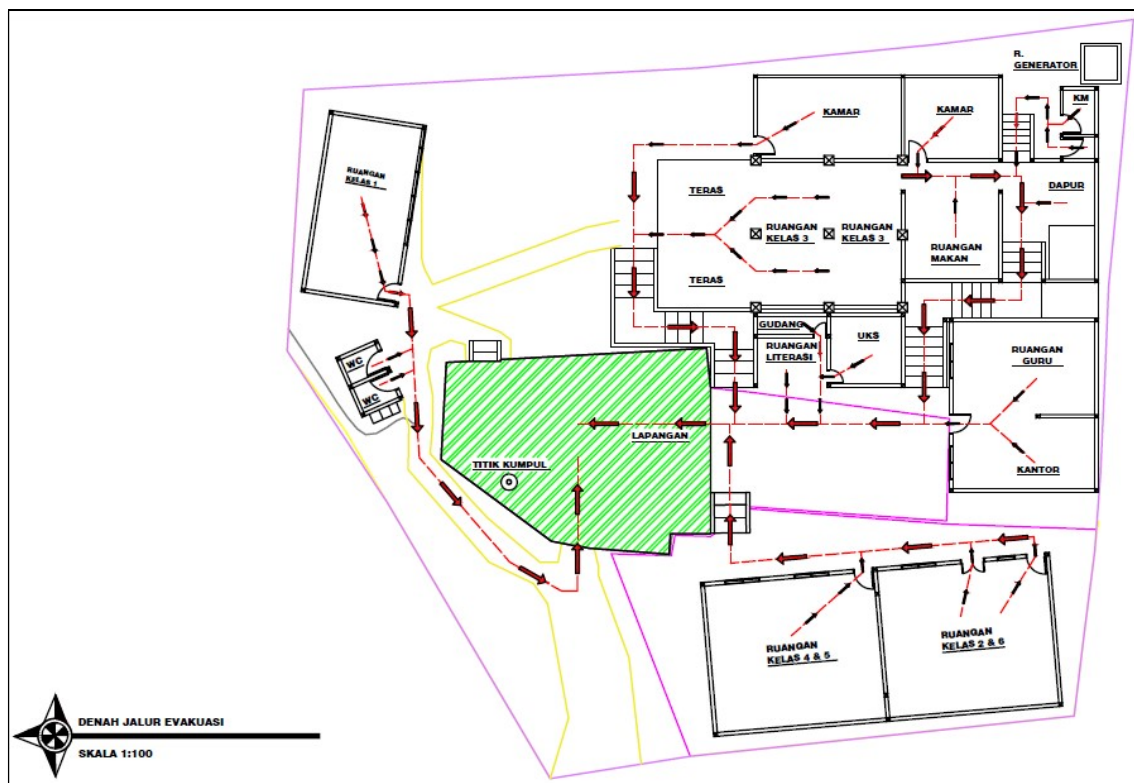 R.
GENERATOR
KM
KAMAR
KAMAR
RUANGAN
KELAS 1
TERAS
DAPUR
RUANGAN
KELAS 3
RUANGAN
KELAS 3
RUANGAN
MAKAN
TERAS
GUDANG
UKS
RUANGAN
LITERASI
RUANGAN
GURU
WC
WC
LAPANGAN
TITIK KUMPUL
KANTOR
RUANGAN
KELAS 4 & 5
RUANGAN
KELAS 2 & 6
DENAH JALUR EVAKUASI
SKALA 1:100